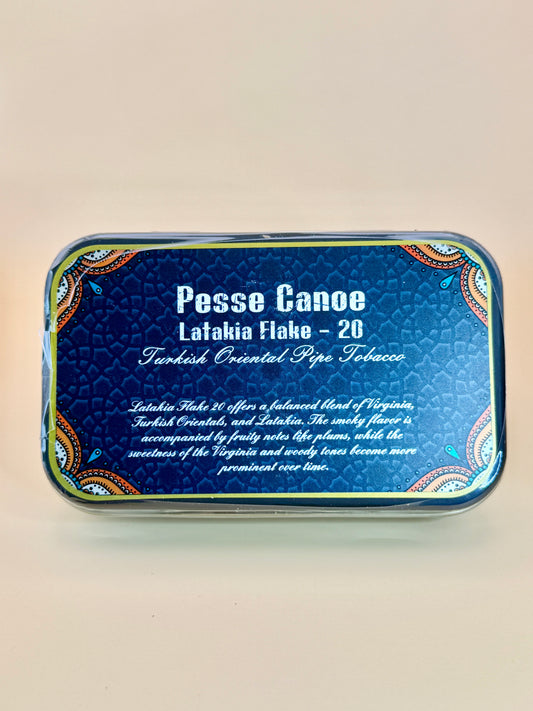 Pesse Canoe
Latakia Flake - 20
Turkish Oriental Pipe Tobacco
Latakia Flake 20 offers a balanced blend of Virginia,
Turkish Orientals, and Latakia. The smoky flavor is
accompanied by fruity notes like plums, while the
sweetness of the Virginia and woody tones become more
prominent over time.